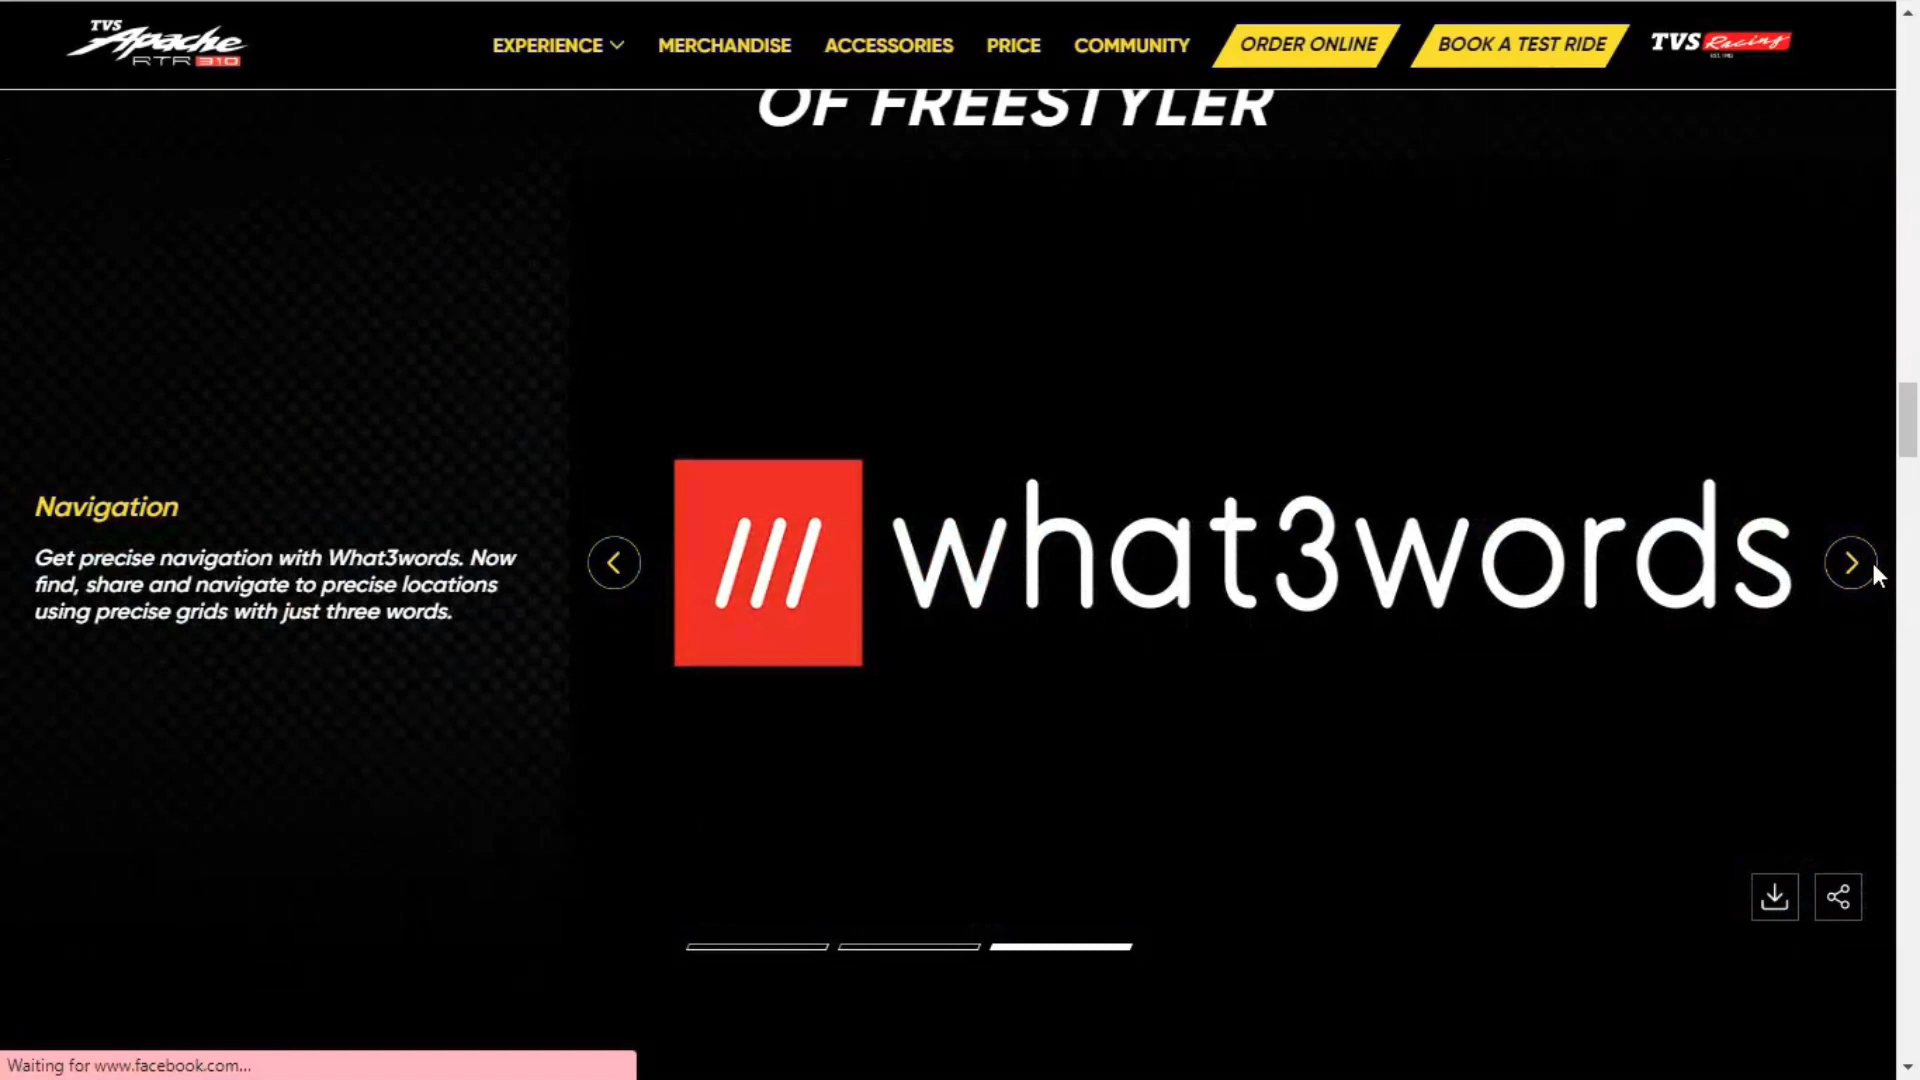 TVS
Apache
RTR 310
EXPERIENCE
MERCHANDISE
ACCESSORIES
PRICE
COMMUNITY
ORDER ONLINE
BOOK A TEST RIDE
TVS Racing
OF FREESTYLER
Navigation
Get precise navigation with What3words. Now
find, share and navigate to precise locations
using precise grids with just three words.
/// what3words
Waiting for www.facebook.com...